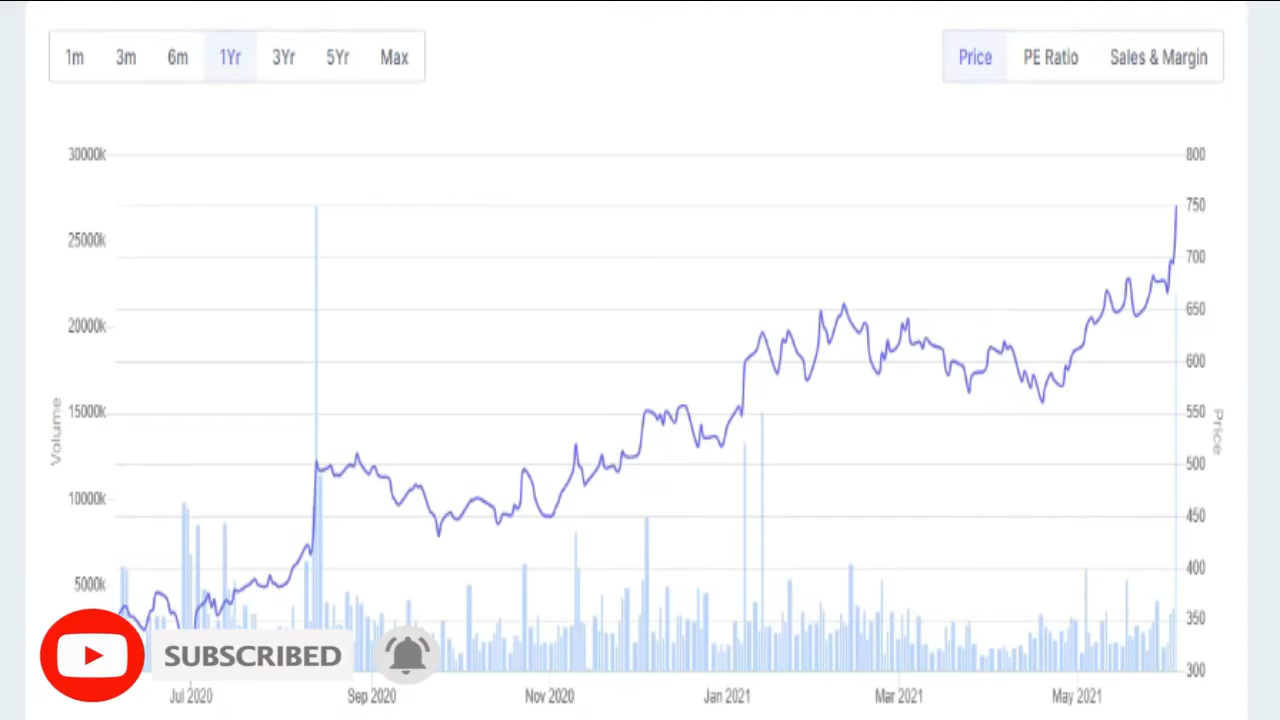 1m 3m 6m 1Yr 3Yr 5Yr Max
Price PE Ratio Sales & Margin
30000k
25000k
20000k
15000k
10000k
5000k
Volume
800
750
700
650
600
550
500
450
400
350
300
Price
SUBSCRIBED
Jul 2020 Sep 2020 Nov 2020 Jan 2021 Mar 2021 May 2021